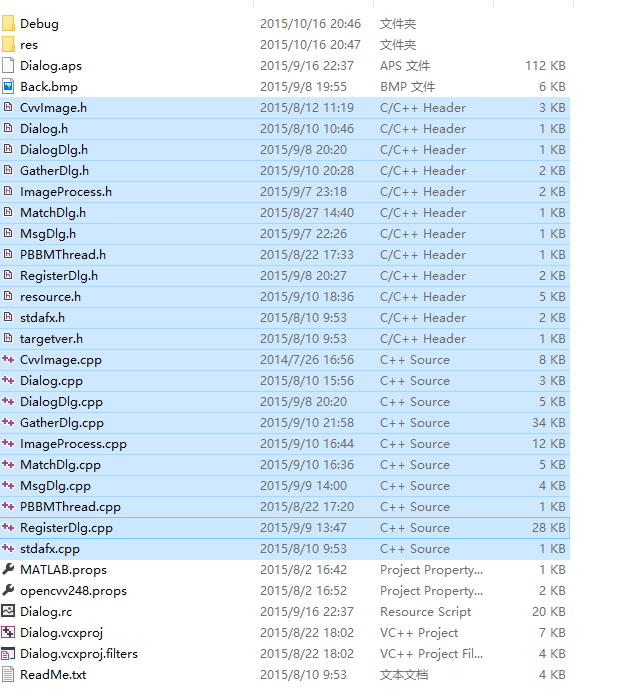 Debug 2015/10/16 20:46 文件夹
res 2015/10/16 20:47 文件夹
Dialog.aps 2015/9/16 22:37 APS 文件 112 KB
Back.bmp 2015/9/8 19:55 BMP 文件 6 KB
CvvImage.h 2015/8/12 11:19 C/C++ Header 3 KB
Dialog.h 2015/8/10 10:46 C/C++ Header 1 KB
DialogDlg.h 2015/9/8 20:20 C/C++ Header 1 KB
GatherDlg.h 2015/9/10 20:28 C/C++ Header 2 KB
ImageProcess.h 2015/9/7 23:18 C/C++ Header 2 KB
MatchDlg.h 2015/8/27 14:40 C/C++ Header 1 KB
MsgDlg.h 2015/9/7 22:26 C/C++ Header 1 KB
PBBMThread.h 2015/8/22 17:33 C/C++ Header 1 KB
RegisterDlg.h 2015/9/8 20:27 C/C++ Header 2 KB
resource.h 2015/9/10 18:36 C/C++ Header 5 KB
stdafx.h 2015/8/10 9:53 C/C++ Header 2 KB
targetver.h 2015/8/10 9:53 C/C++ Header 1 KB
CvvImage.cpp 2014/7/26 16:56 C++ Source 8 KB
Dialog.cpp 2015/8/10 15:56 C++ Source 3 KB
DialogDlg.cpp 2015/9/8 20:20 C++ Source 5 KB
GatherDlg.cpp 2015/9/10 21:58 C++ Source 34 KB
ImageProcess.cpp 2015/9/10 16:44 C++ Source 12 KB
MatchDlg.cpp 2015/9/10 16:36 C++ Source 5 KB
MsgDlg.cpp 2015/9/9 14:00 C++ Source 4 KB
PBBMThread.cpp 2015/8/22 17:20 C++ Source 1 KB
RegisterDlg.cpp 2015/9/9 13:47 C++ Source 28 KB
stdafx.cpp 2015/8/10 9:53 C++ Source 1 KB
MATLAB.props 2015/8/2 16:42 Project Property... 1 KB
opencvv248.props 2015/8/2 16:52 Project Property... 2 KB
Dialog.rc 2015/9/16 22:37 Resource Script 20 KB
Dialog.vcxproj 2015/8/22 18:02 VC++ Project 7 KB
Dialog.vcxproj.filters 2015/8/22 18:02 VC++ Project Fil... 4 KB
ReadMe.txt 2015/8/10 9:53 文本文档 4 KB